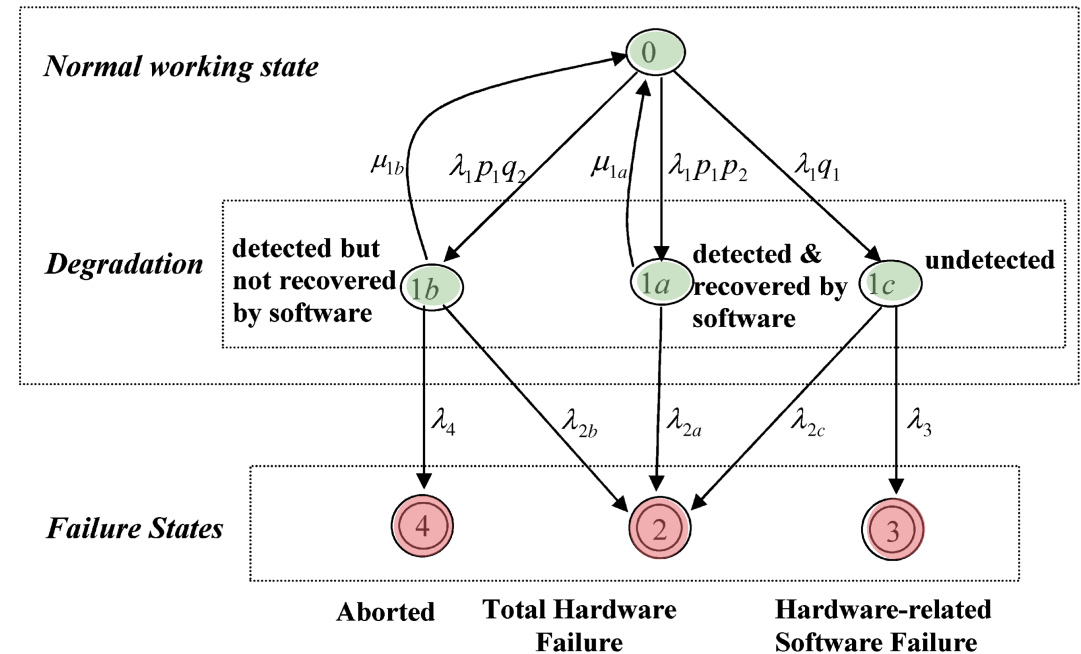 0
Normal working state
μ1b
λ1p1q2
μ1a
λ1p1p2
λ1q1
Degradation
detected but
not recovered
by software
1b
1a
detected &
recovered by
software
1c
undetected
λ4
λ2b
λ2a
λ2c
λ3
Failure States
4
2
3
Aborted
Total Hardware
Failure
Hardware-related
Software Failure